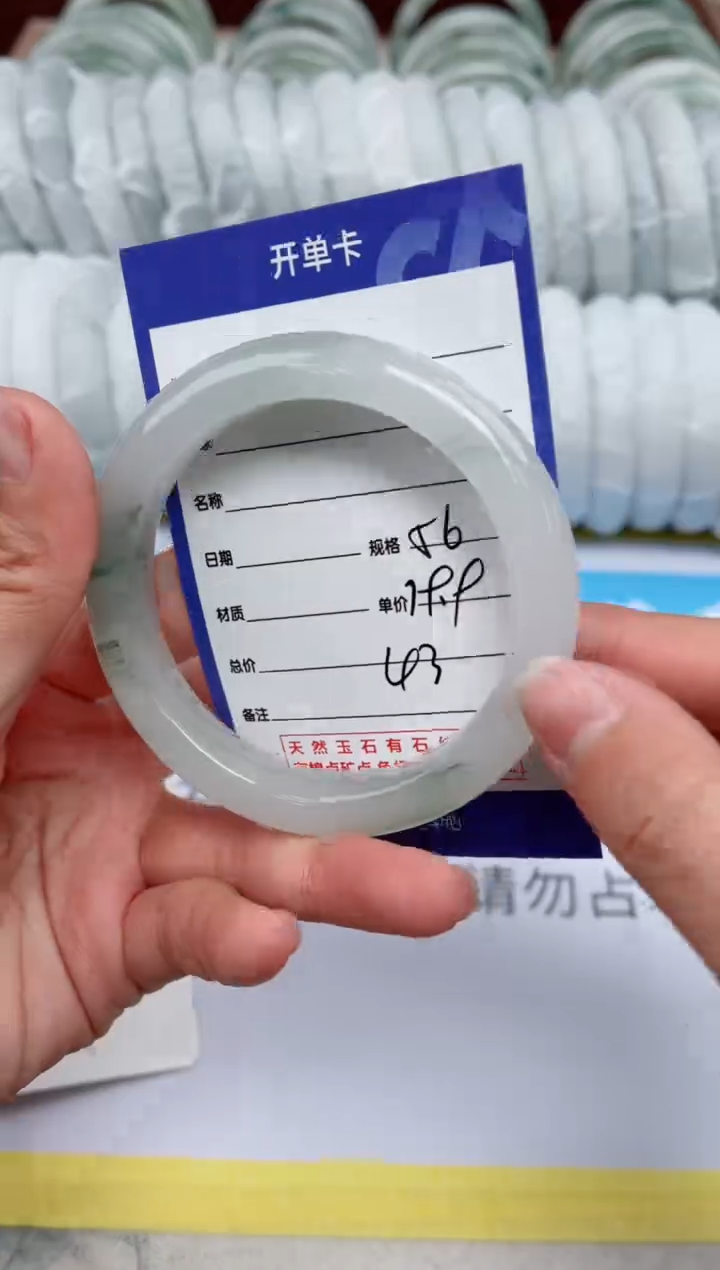 开单卡
名称
日期 规格 56
材质 单价
总价 43
备注
天然玉石有石
请勿占